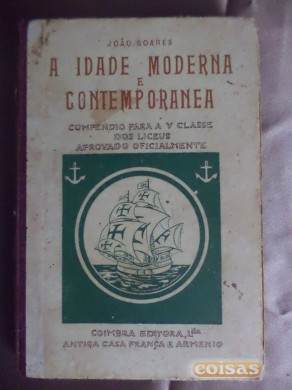 JOÃO SOARES
A IDADE MODERNA
E
CONTEMPORANEA
COMPENDIO PARA A V CLASSE
DOS LICEUS
APROVADO OFICIALMENTE
COIMBRA EDITORA, Lda
ANTIGA CASA FRANÇA E ARMENIO
coisas